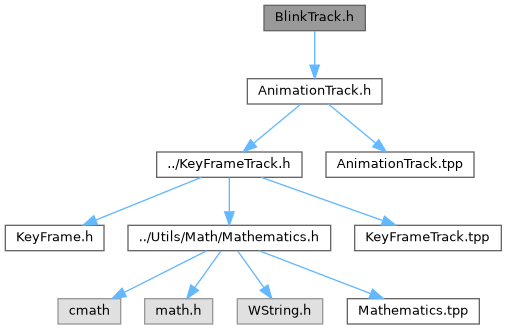 BlinkTrack.h
AnimationTrack.h
../KeyFrameTrack.h
AnimationTrack.tpp
KeyFrame.h
../Utils/Math/Mathematics.h
KeyFrameTrack.tpp
cmath
math.h
WString.h
Mathematics.tpp